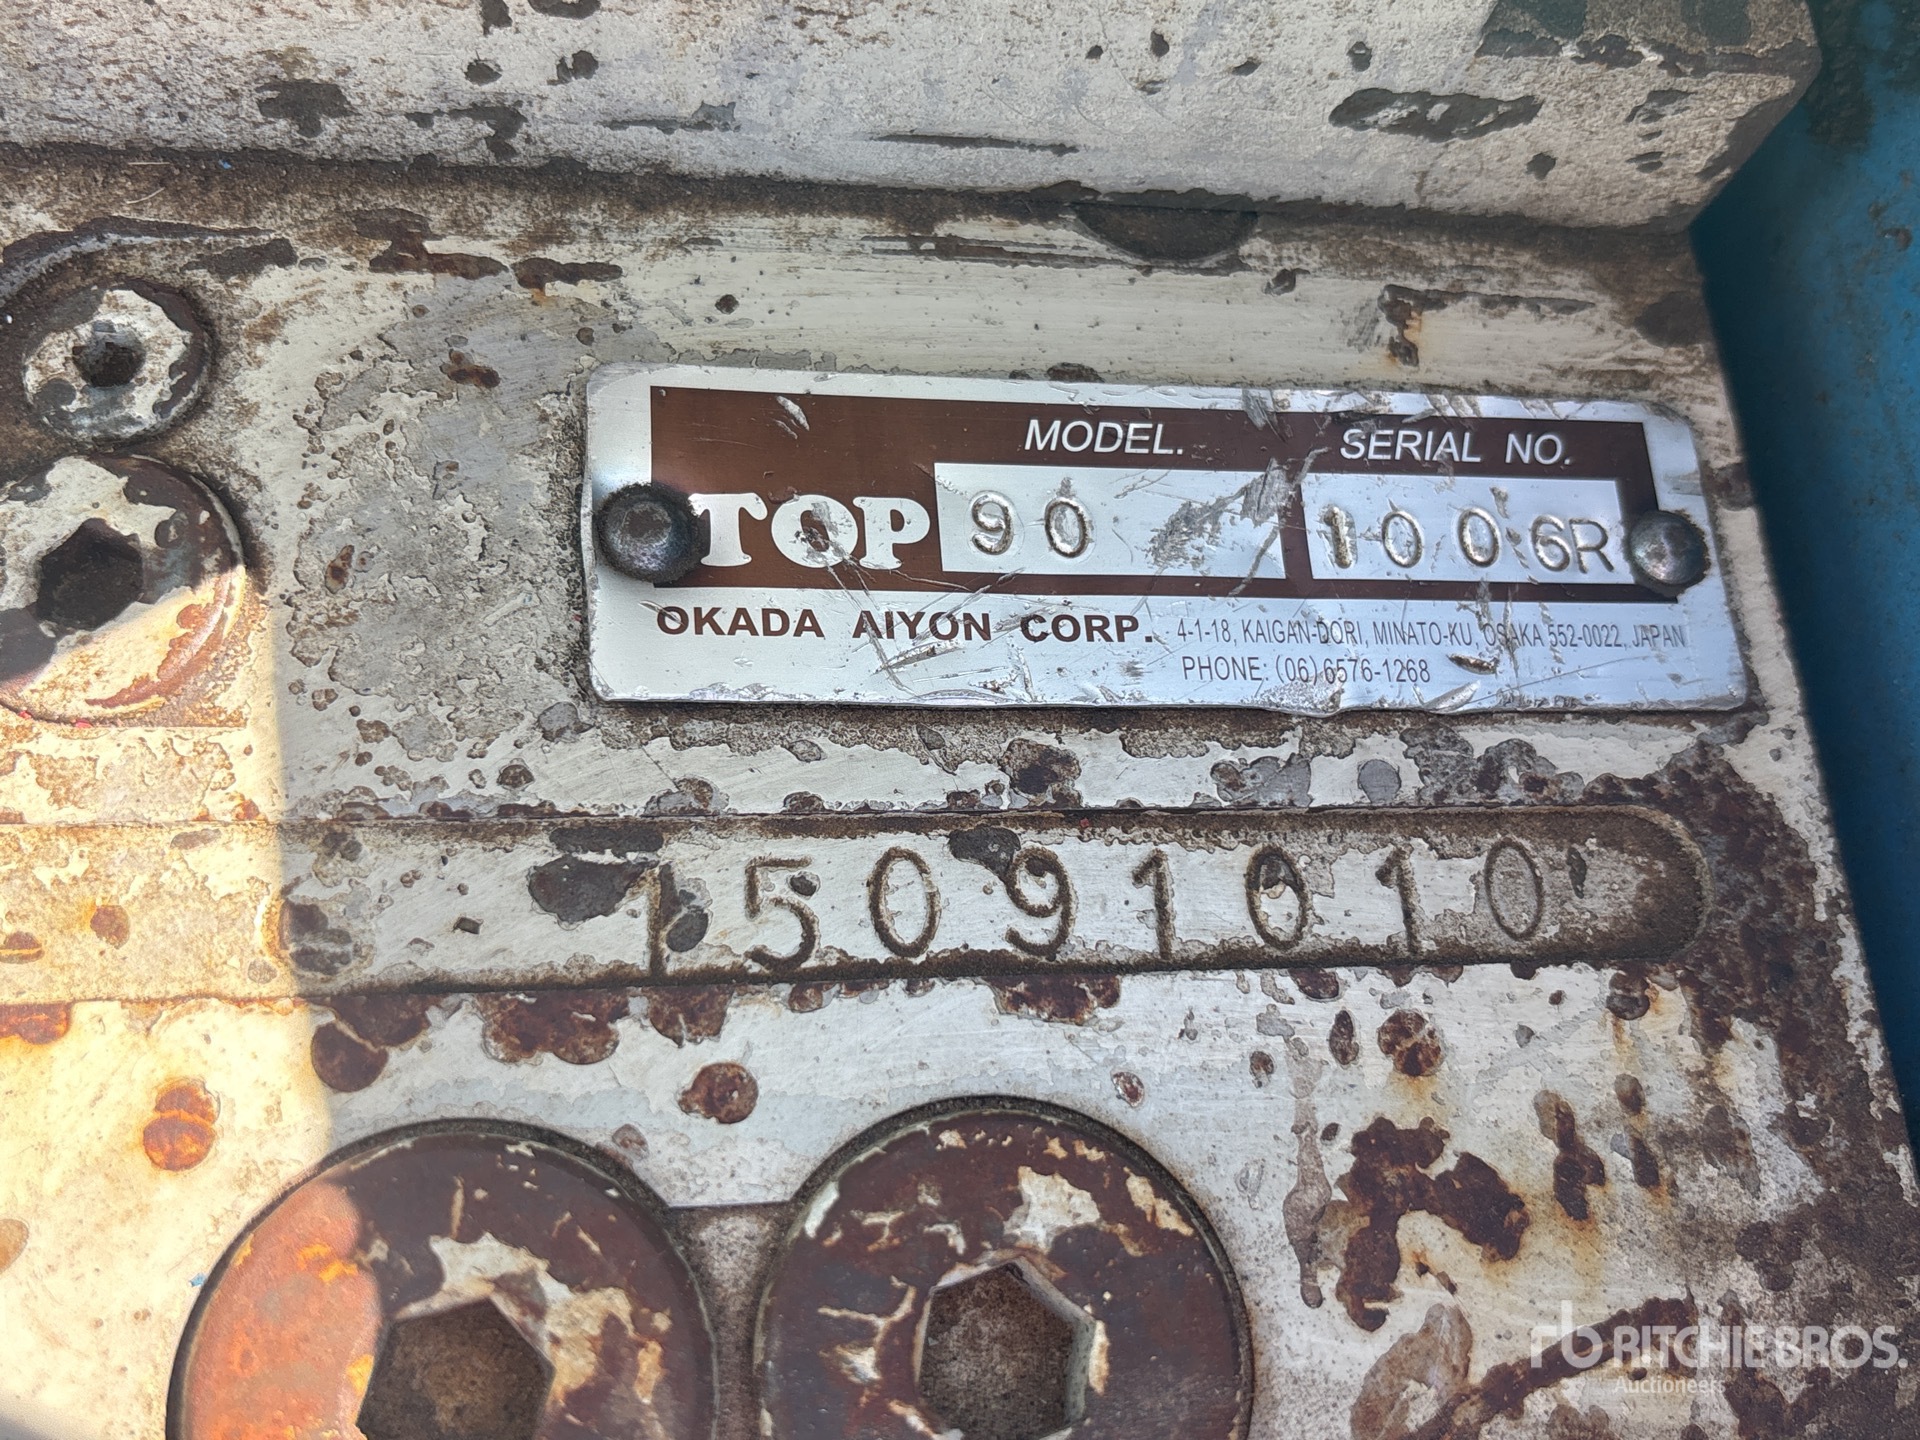 MODEL. SERIAL NO.
TOP 90 1006R
OKADA AIYON CORP. 4-1-18, KAIGAN-DORI, MINATO-KU, OSAKA 552-0022, JAPAN
PHONE: (06) 6576-1268
15091010
rb RITCHIE BROS.
Auctioneers